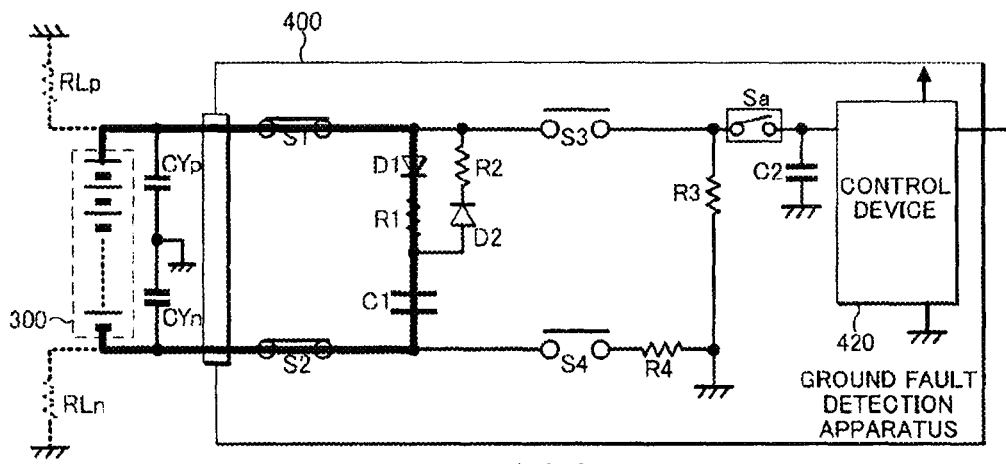 400
RLp
S1
S3
Sa
CYp
D1
R2
C2
CONTROL
DEVICE
R3
R1
D2
300
CYn
C1
S2
S4
R4
420
RLn
GROUND FAULT
DETECTION
APPARATUS